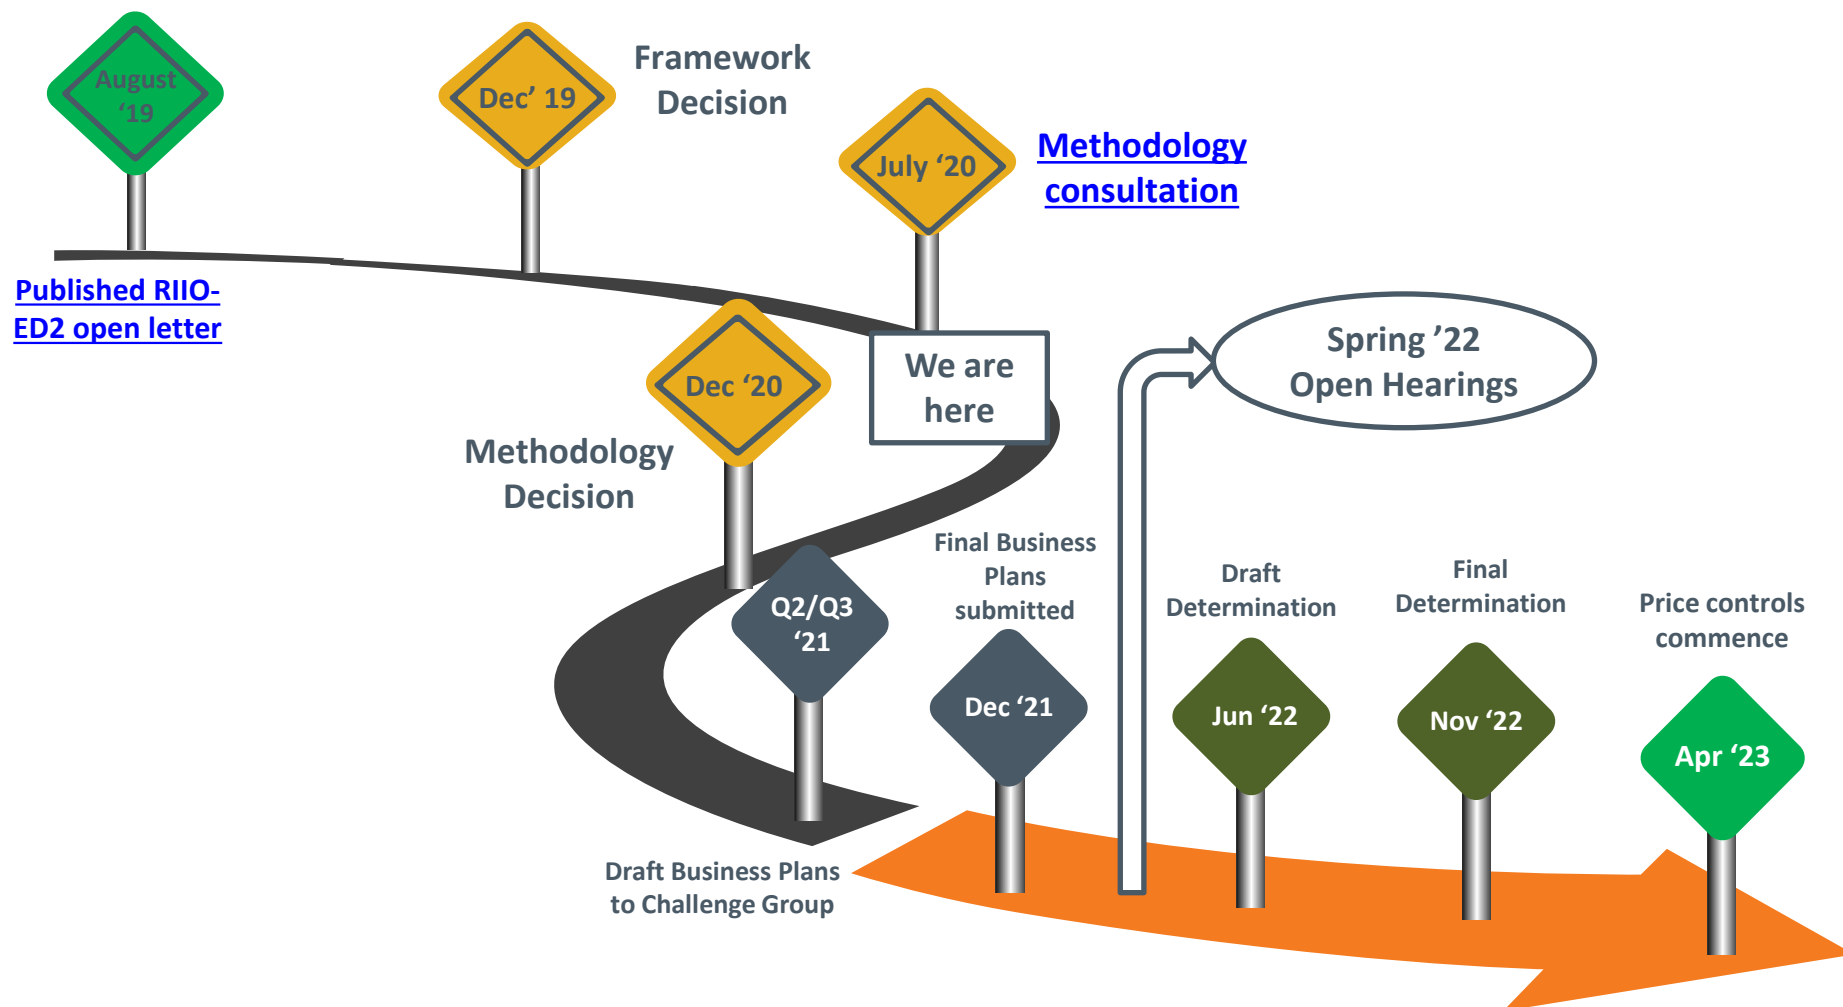 August
‘19
Published RIIO-
ED2 open letter
Dec’ 19
Framework
Decision
July ‘20
Methodology
consultation
We are
here
Dec ‘20
Methodology
Decision
Q2/Q3
‘21
Draft Business Plans
to Challenge Group
Final Business
Plans
submitted
Dec ‘21
Spring ’22
Open Hearings
Draft
Determination
Jun ‘22
Final
Determination
Nov ‘22
Price controls
commence
Apr ‘23